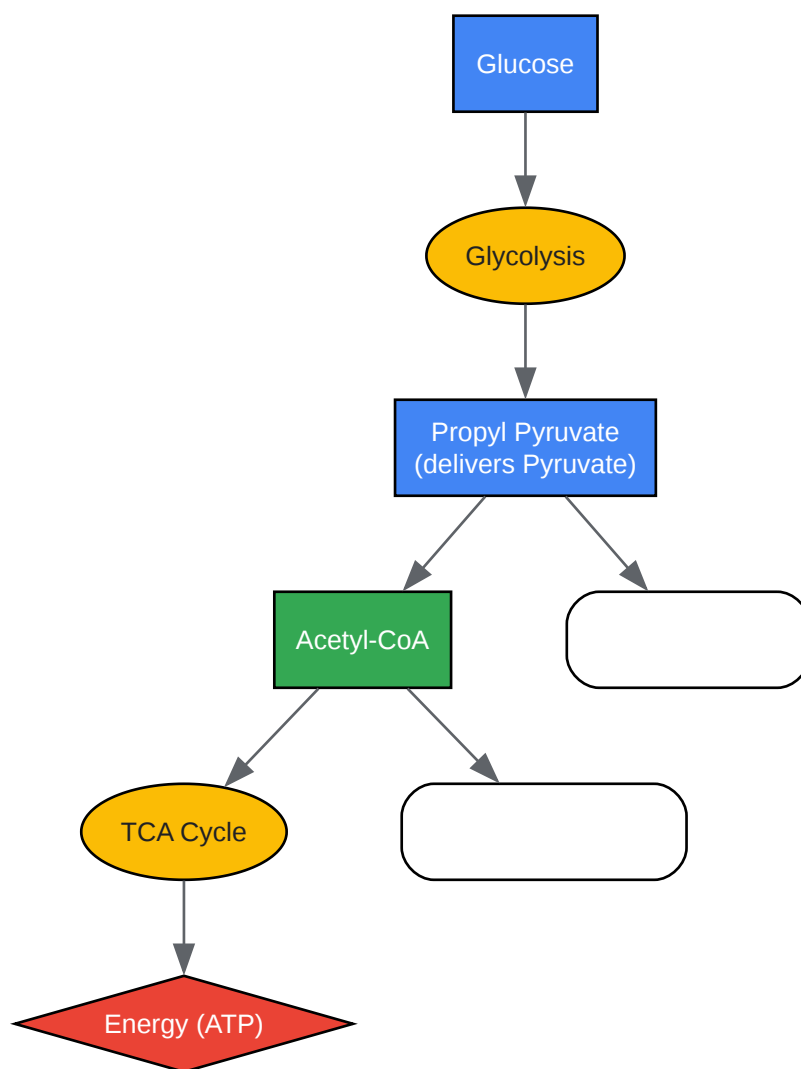 Glucose
Glycolysis
Propyl Pyruvate
(delivers Pyruvate)
Acetyl-CoA
TCA Cycle
Energy (ATP)